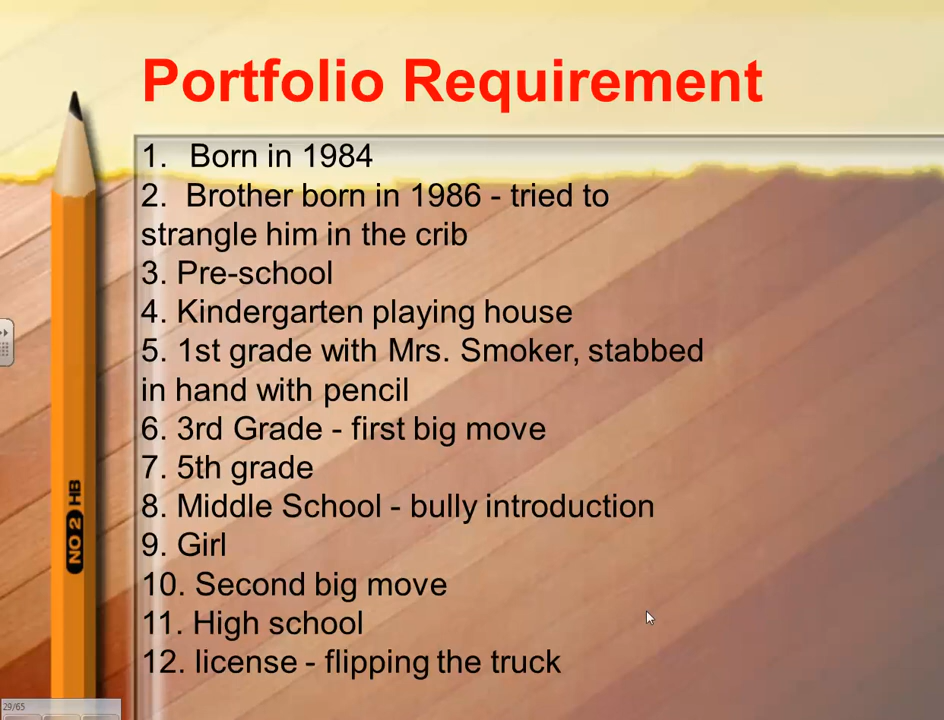 Portfolio Requirement
1. Born in 1984
2. Brother born in 1986 - tried to
strangle him in the crib
3. Pre-school
4. Kindergarten playing house
5. 1st grade with Mrs. Smoker, stabbed
in hand with pencil
6. 3rd Grade - first big move
7. 5th grade
8. Middle School - bully introduction
9. Girl
10. Second big move
11. High school
12. license - flipping the truck
NO 2 HB
29/65